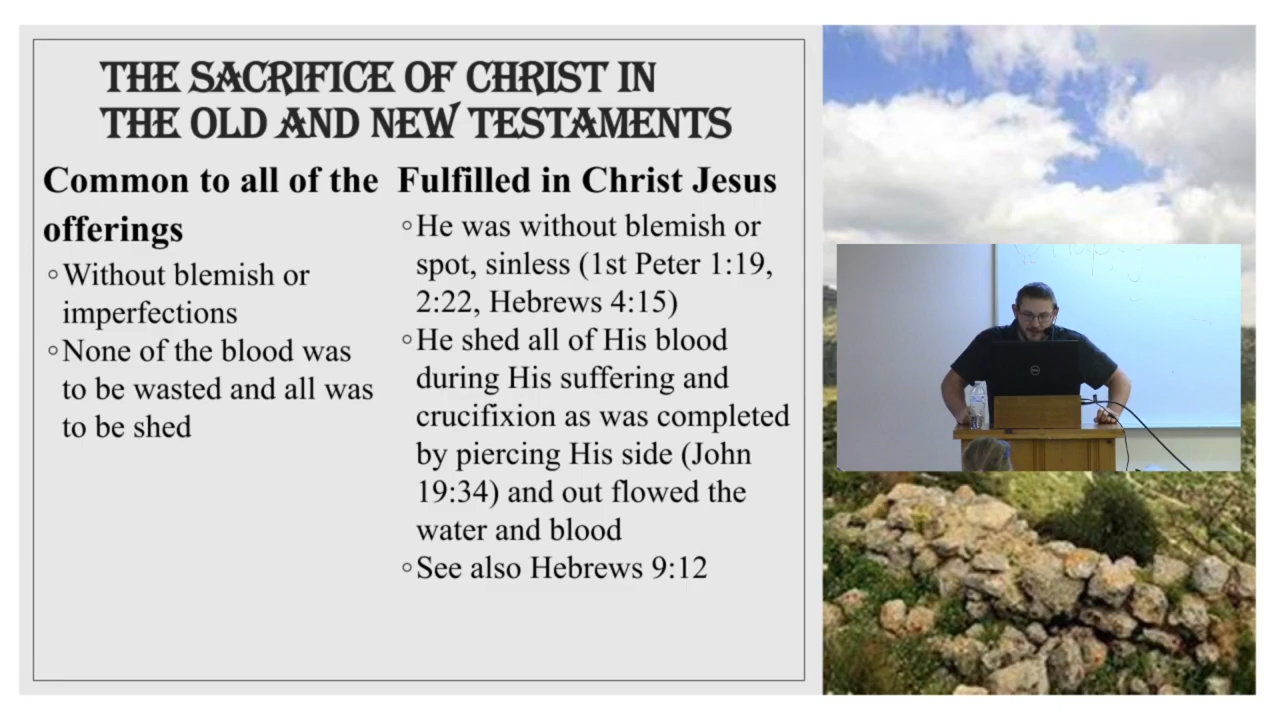 THE SACRIFICE OF CHRIST IN
THE OLD AND NEW TESTAMENTS
Common to all of the
offerings
◦Without blemish or
imperfections
◦None of the blood was
to be wasted and all was
to be shed
Fulfilled in Christ Jesus
◦He was without blemish or
spot, sinless (1st Peter 1:19,
2:22, Hebrews 4:15)
◦He shed all of His blood
during His suffering and
crucifixion as was completed
by piercing His side (John
19:34) and out flowed the
water and blood
◦See also Hebrews 9:12